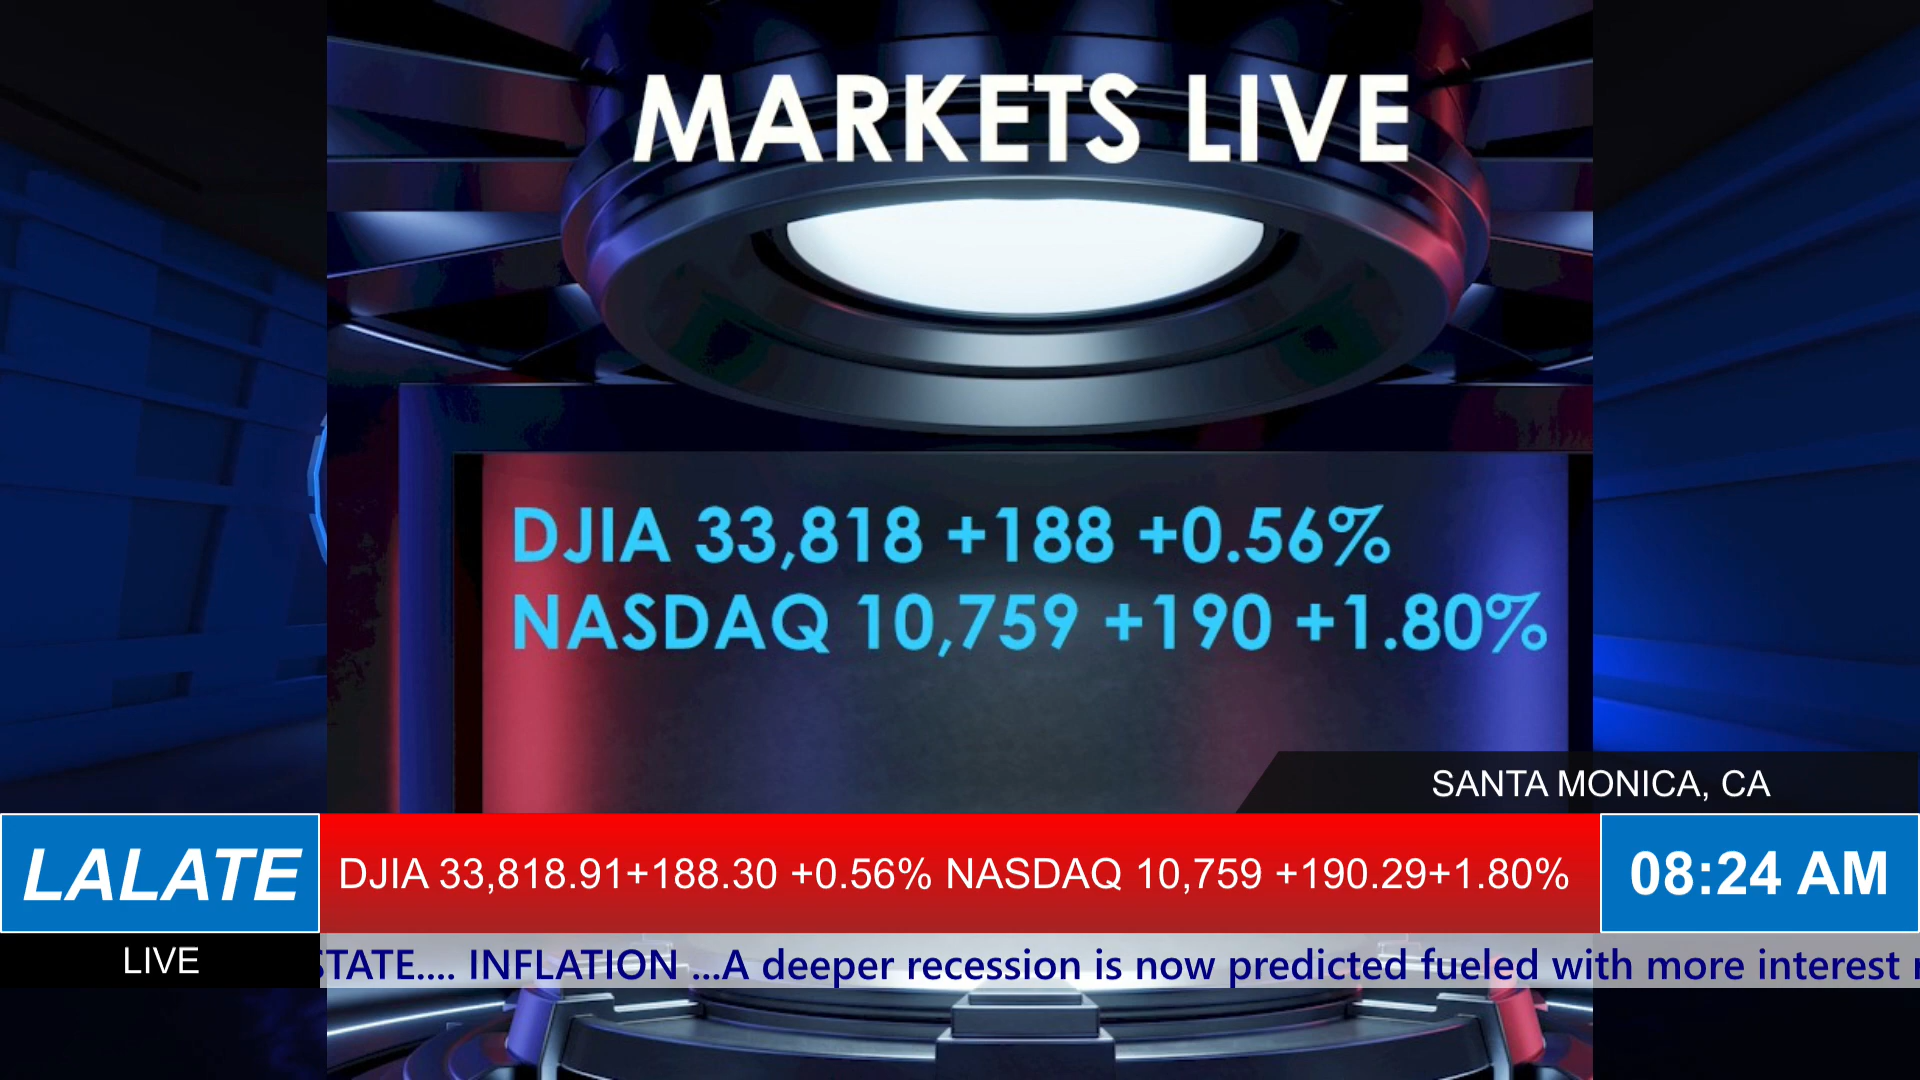 MARKETS LIVE
DJIA 33,818 +188 +0.56%
NASDAQ 10,759 +190 +1.80%
SANTA MONICA, CA
LALATE
DJIA 33,818.91+188.30 +0.56% NASDAQ 10,759 +190.29+1.80%
08:24 AM
LIVE
STATE.... INFLATION ...A deeper recession is now predicted fueled with more interest